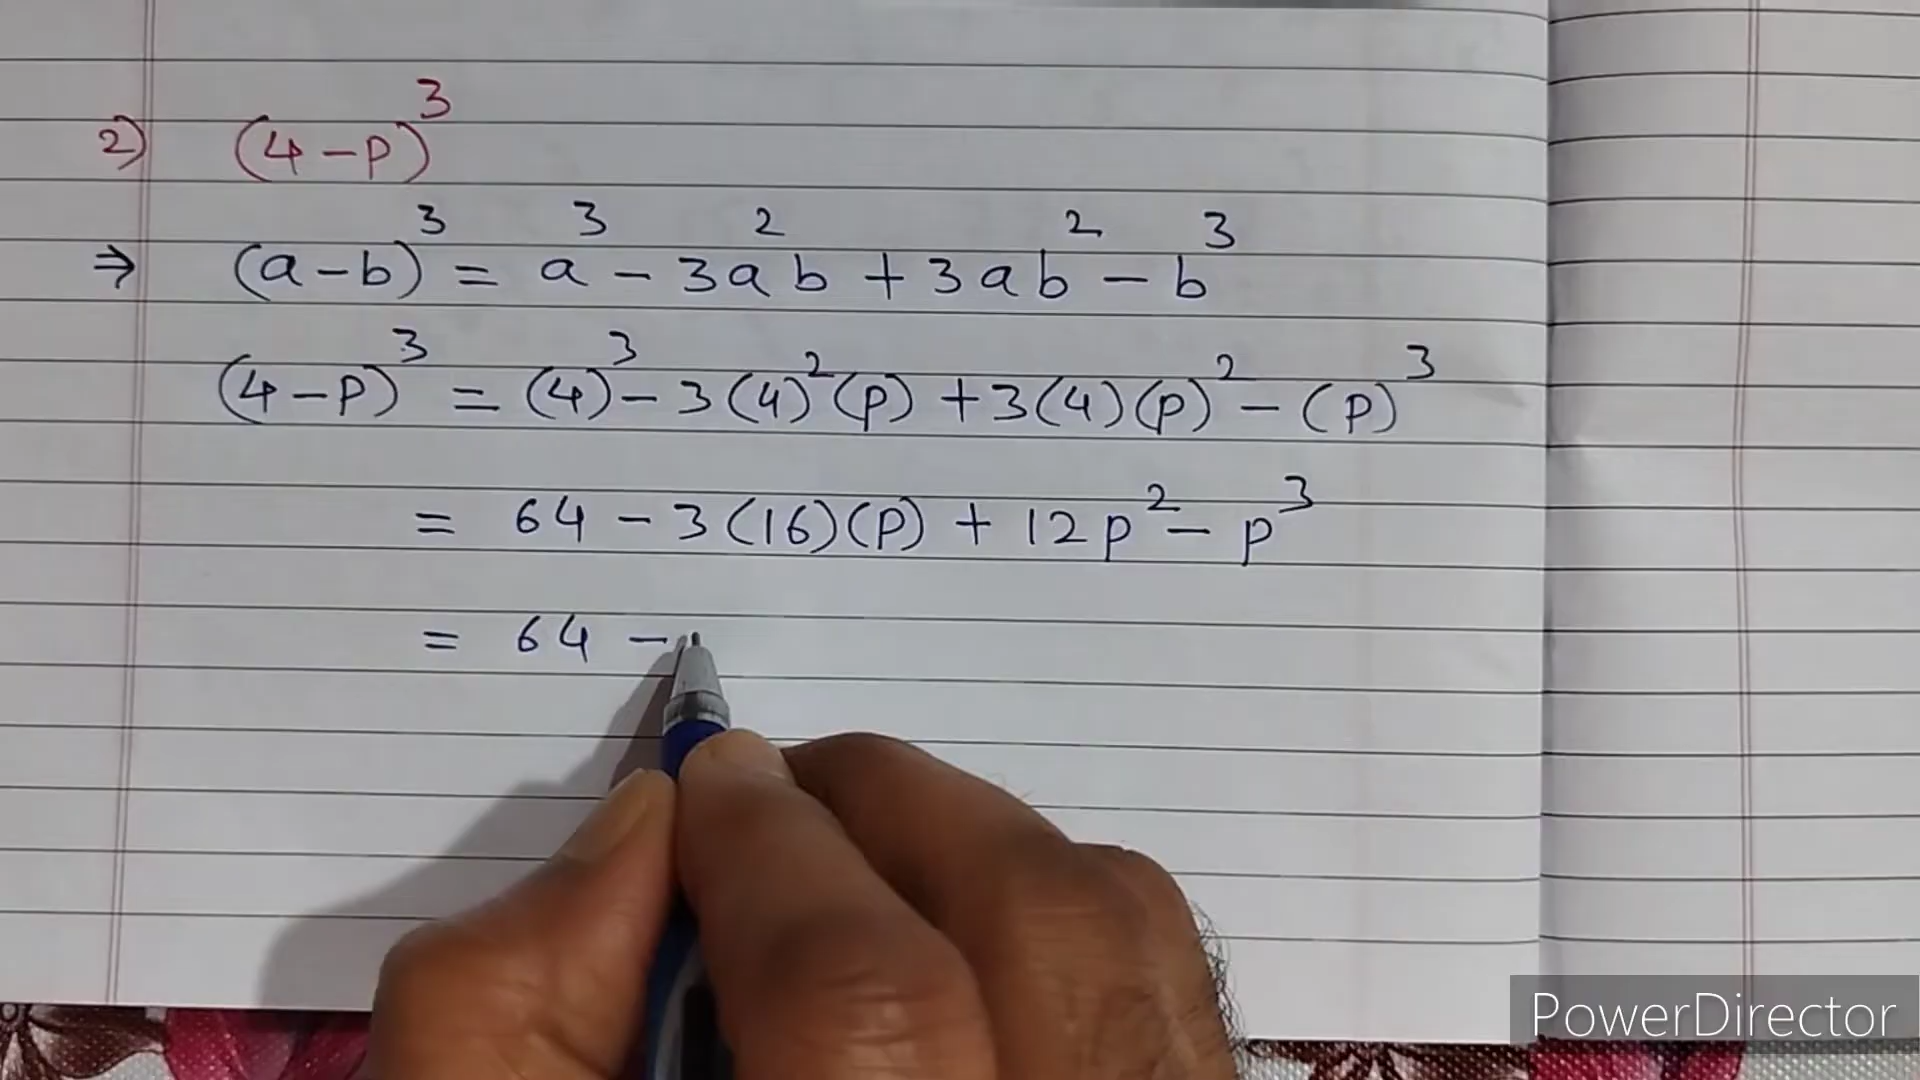 2) (4-P)³
⇒ (a-b)³ = a³ - 3a²b + 3ab² - b³
(4-P)³ = (4)³ - 3(4)²(P) + 3(4)(P)² - (P)³
= 64 - 3(16)(P) + 12P² - P³
= 64 -
PowerDirector